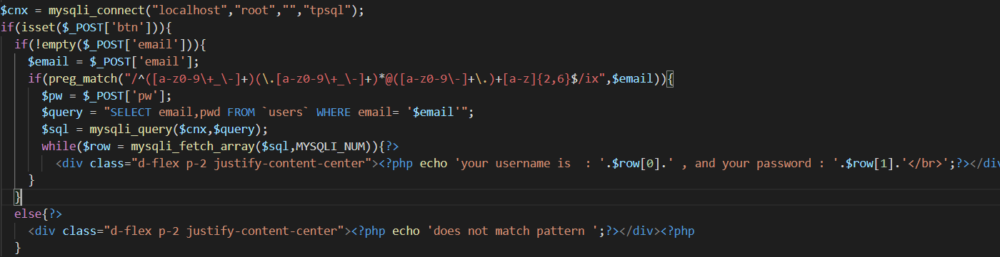 $cnx = mysqli_connect("localhost","root","","tpsql");
if(isset($_POST['btn'])){
  if(!empty($_POST['email'])){
    $email = $_POST['email'];
    if(preg_match("/^([a-z0-9\+_\-]+)(\.[a-z0-9\+_\-]+)*@([a-z0-9\-]+\.)+[a-z]{2,6}$/ix",$email)){
      $pw = $_POST['pw'];
      $query = "SELECT email,pwd FROM `users` WHERE email= '$email'";
      $sql = mysqli_query($cnx,$query);
      while($row = mysqli_fetch_array($sql,MYSQLI_NUM)){?>
        <div class="d-flex p-2 justify-content-center"><?php echo 'your username is  : '.$row[0].' , and your password : '.$row[1].'</br>';?></div
    }
  }
  else{?>
    <div class="d-flex p-2 justify-content-center"><?php echo 'does not match pattern ';?></div><?php
  }